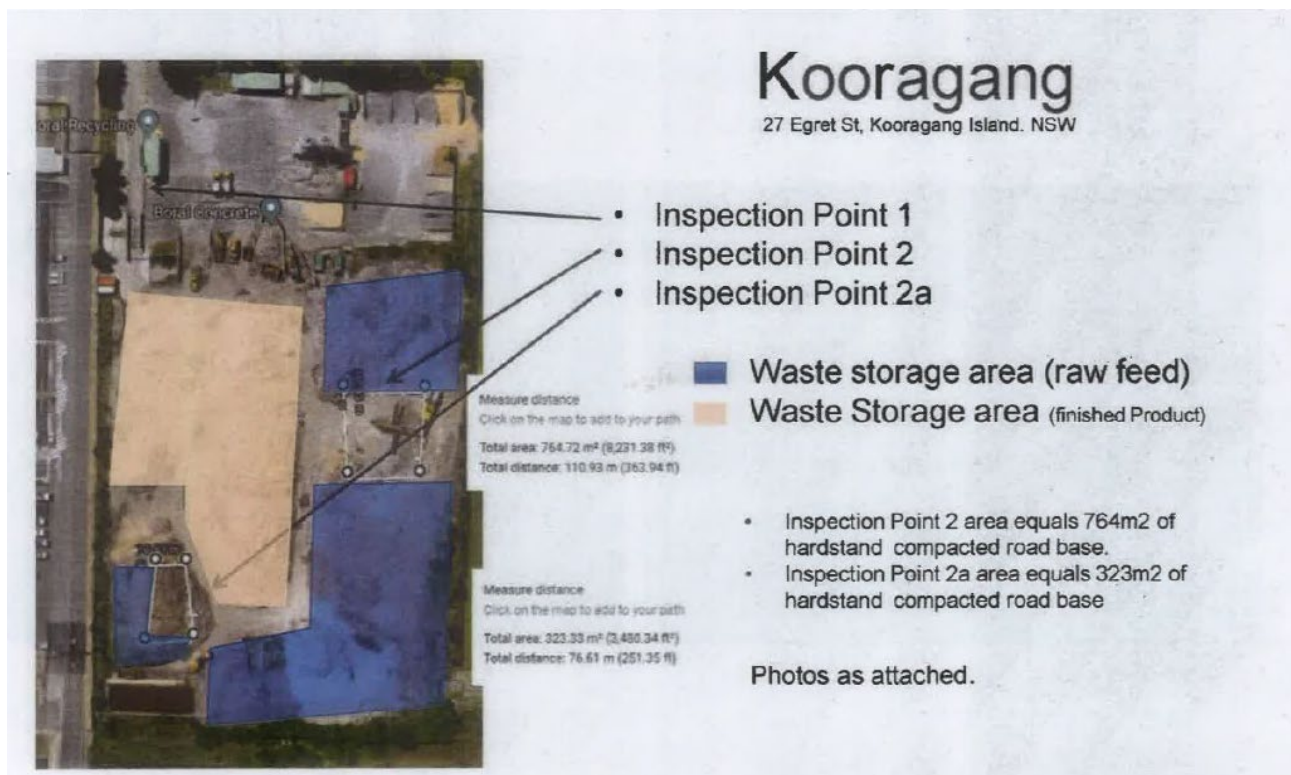 Kooragang
27 Egret St, Kooragang Island. NSW
Recycling
Boral Concrete
• Inspection Point 1
• Inspection Point 2
• Inspection Point 2a
Waste storage area (raw feed)
Waste Storage area (finished Product)
Measure distance
Click on the map to add to your path
Total area: 764.72 m² (8,231.38 ft²)
Total distance: 110.93 m (363.94 ft)
• Inspection Point 2 area equals 764m2 of
hardstand compacted road base.
• Inspection Point 2a area equals 323m2 of
hardstand compacted road base
Measure distance
Click on the map to add to your path
Total area: 323.33 m² (3,480.34 ft²)
Total distance: 76.61 m (251.35 ft)
Photos as attached.